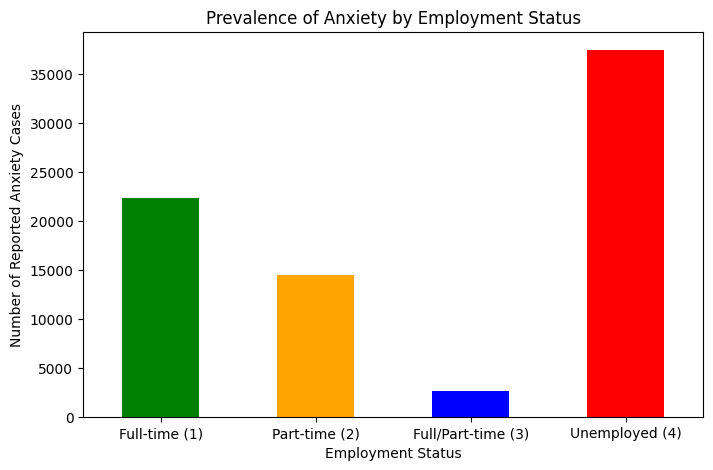 Prevalence of Anxiety by Employment Status
Number of Reported Anxiety Cases
35000
30000
25000
20000
15000
10000
5000
0
Full-time (1)
Part-time (2)
Full/Part-time (3)
Unemployed (4)
Employment Status